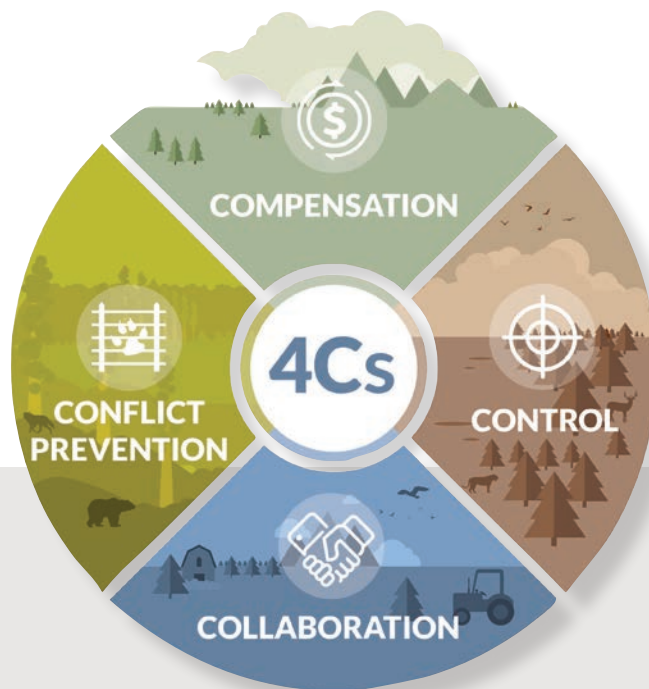 COMPENSATION
CONFLICT
PREVENTION
4Cs
CONTROL
COLLABORATION